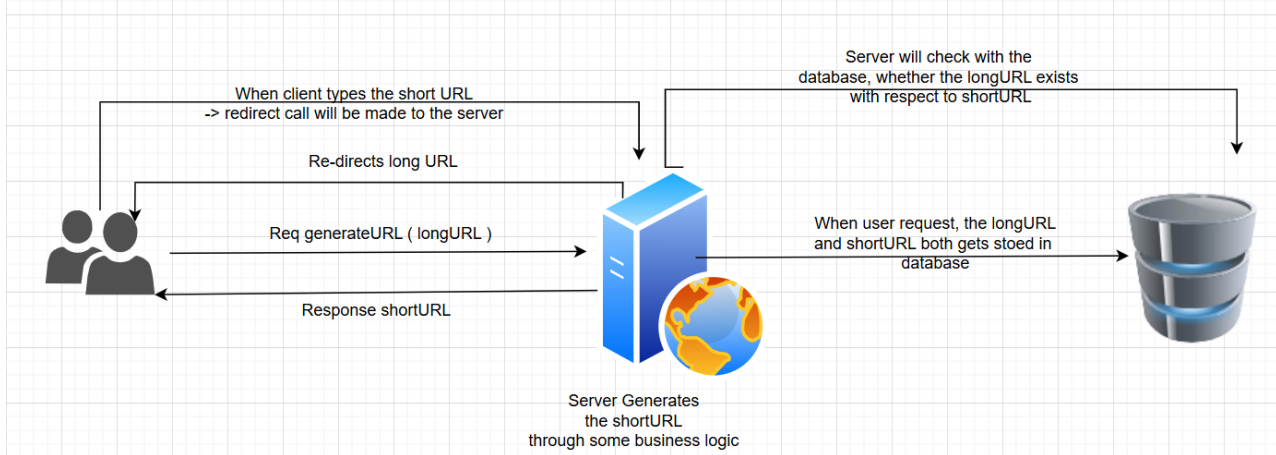 Server will check with the
database, whether the longURL exists
with respect to shortURL
When client types the short URL
-> redirect call will be made to the server
Re-directs long URL
Req generateURL ( longURL )
When user request, the longURL
and shortURL both gets stoed in
database
Response shortURL
Server Generates
the shortURL
through some business logic